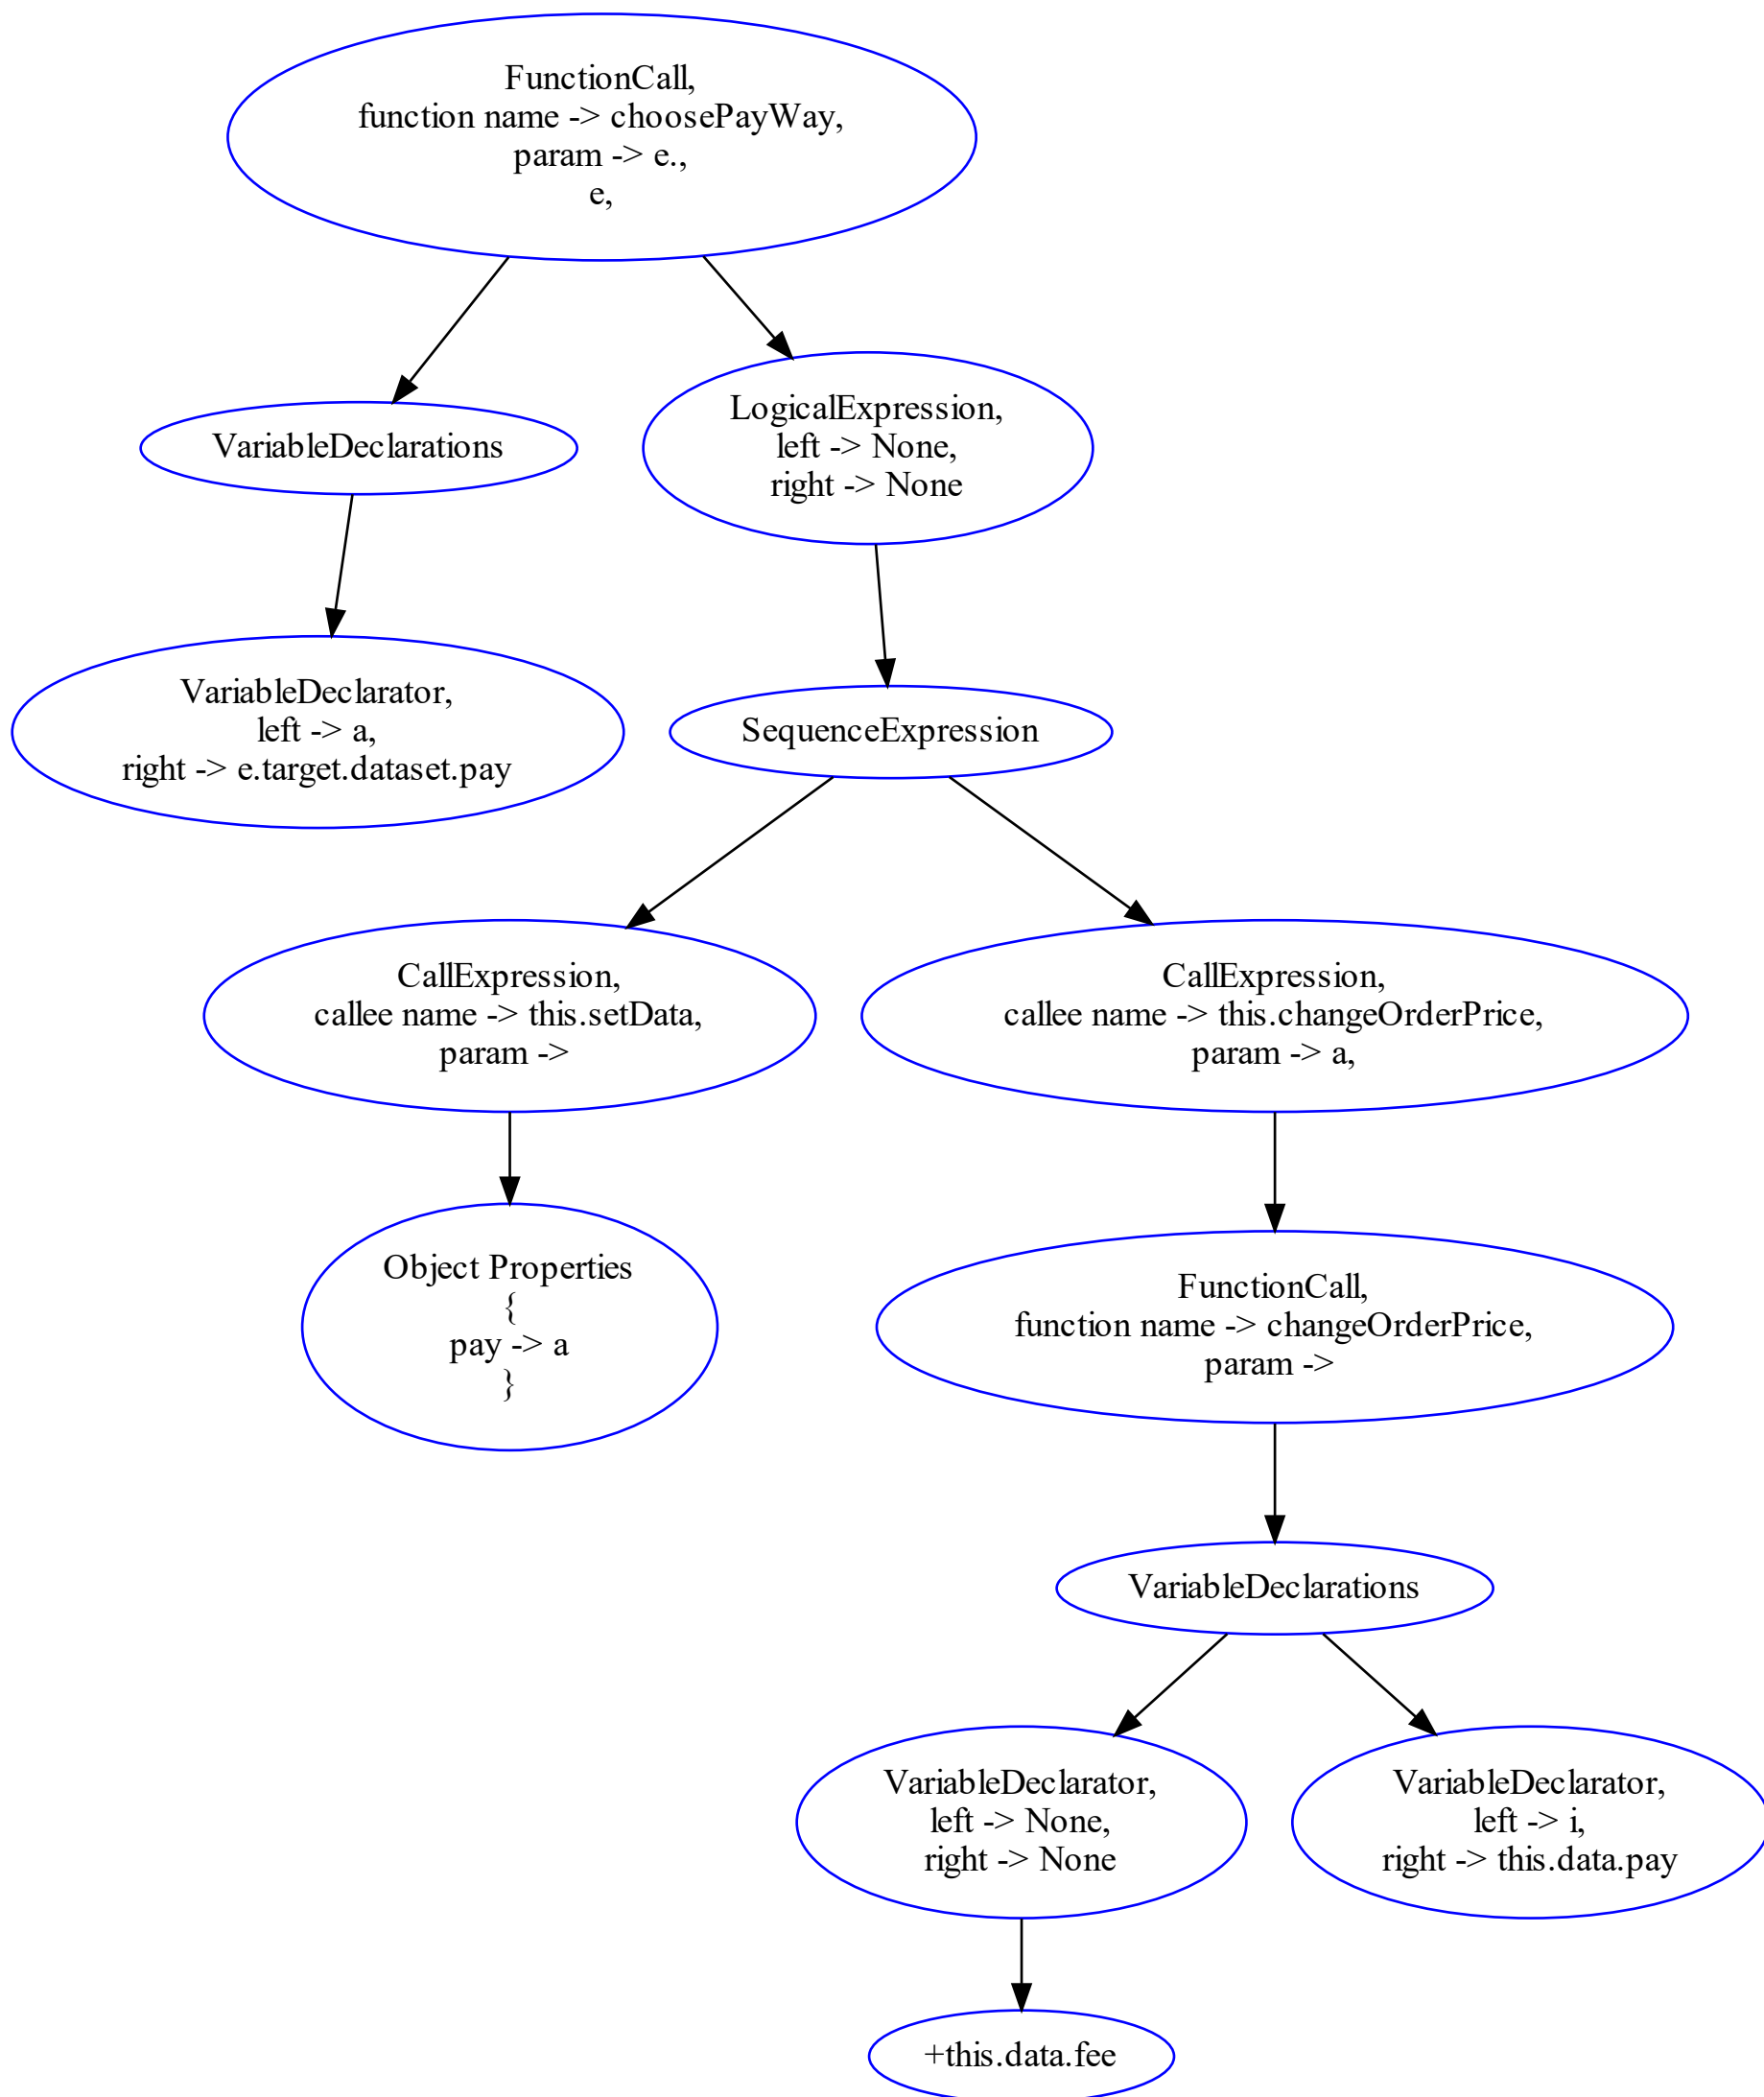 FunctionCall,
function name -> choosePayWay,
param -> e.,
e,
VariableDeclarations
LogicalExpression,
left -> None,
right -> None
VariableDeclarator,
left -> a,
right -> e.target.dataset.pay
SequenceExpression
CallExpression,
callee name -> this.setData,
param ->
CallExpression,
callee name -> this.changeOrderPrice,
param -> a,
Object Properties
{
pay -> a
}
FunctionCall,
function name -> changeOrderPrice,
param ->
VariableDeclarations
VariableDeclarator,
left -> None,
right -> None
VariableDeclarator,
left -> i,
right -> this.data.pay
+this.data.fee